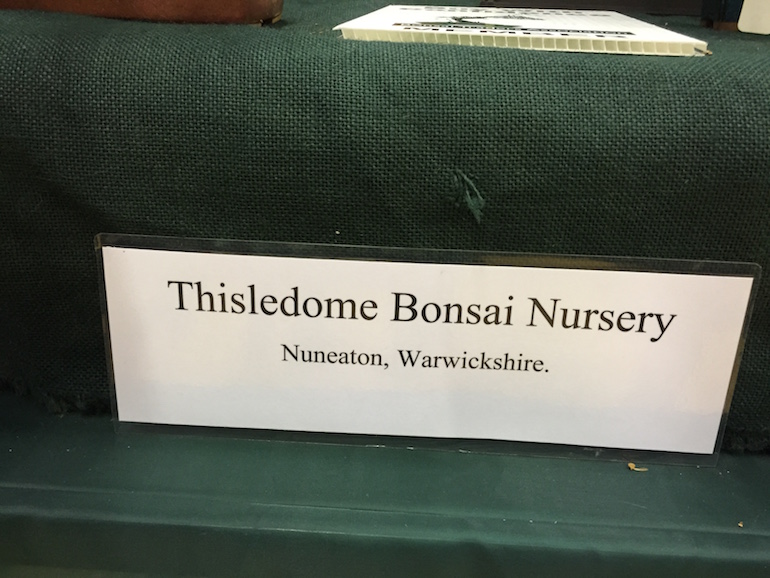 Thisledome Bonsai Nursery
Nuneaton, Warwickshire.